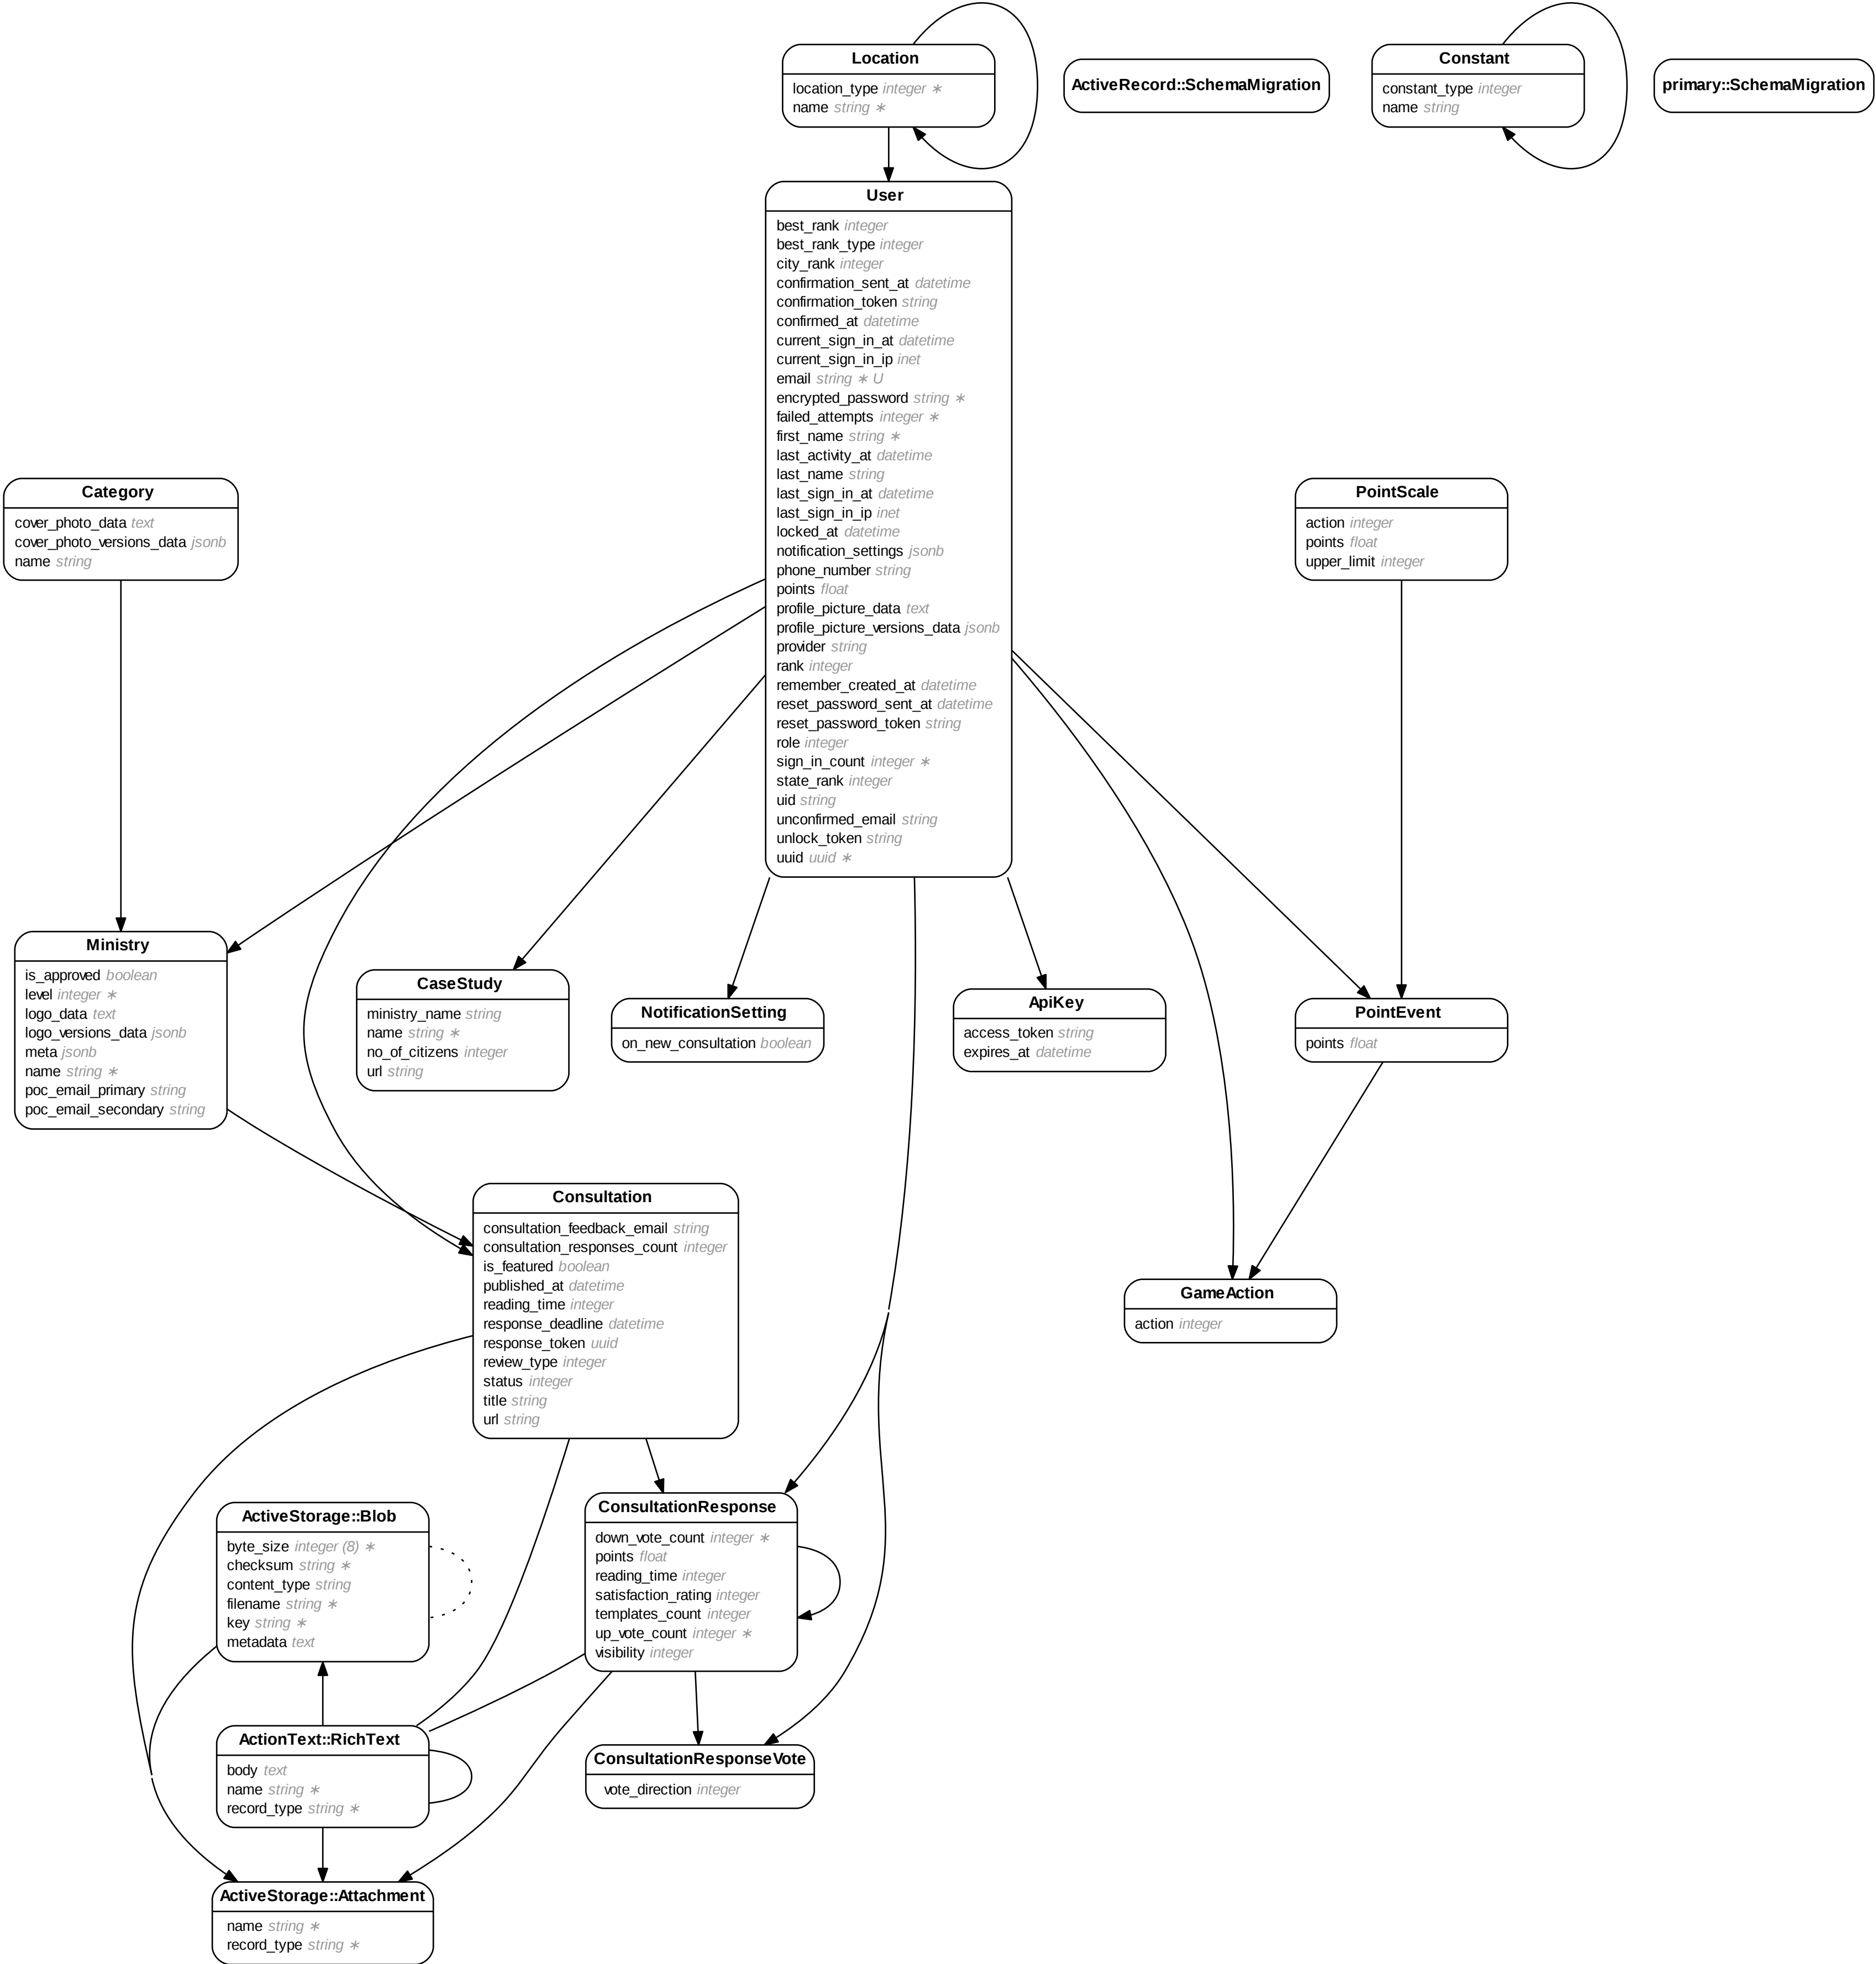 Location
location_type integer ∗
name string ∗
ActiveRecord::SchemaMigration
Constant
constant_type integer
name string
primary::SchemaMigration
User
best_rank integer
best_rank_type integer
city_rank integer
confirmation_sent_at datetime
confirmation_token string
confirmed_at datetime
current_sign_in_at datetime
current_sign_in_ip inet
email string ∗ U
encrypted_password string ∗
failed_attempts integer ∗
first_name string ∗
last_activity_at datetime
last_name string
last_sign_in_at datetime
last_sign_in_ip inet
locked_at datetime
notification_settings jsonb
phone_number string
points float
profile_picture_data text
profile_picture_versions_data jsonb
provider string
rank integer
remember_created_at datetime
reset_password_sent_at datetime
reset_password_token string
role integer
sign_in_count integer ∗
state_rank integer
uid string
unconfirmed_email string
unlock_token string
uuid uuid ∗
Category
cover_photo_data text
cover_photo_versions_data jsonb
name string
PointScale
action integer
points float
upper_limit integer
Ministry
is_approved boolean
level integer ∗
logo_data text
logo_versions_data jsonb
meta jsonb
name string ∗
poc_email_primary string
poc_email_secondary string
CaseStudy
ministry_name string
name string ∗
no_of_citizens integer
url string
NotificationSetting
on_new_consultation boolean
ApiKey
access_token string
expires_at datetime
PointEvent
points float
Consultation
consultation_feedback_email string
consultation_responses_count integer
is_featured boolean
published_at datetime
reading_time integer
response_deadline datetime
response_token uuid
review_type integer
status integer
title string
url string
GameAction
action integer
ActiveStorage::Blob
byte_size integer (8) ∗
checksum string ∗
content_type string
filename string ∗
key string ∗
metadata text
ConsultationResponse
down_vote_count integer ∗
points float
reading_time integer
satisfaction_rating integer
templates_count integer
up_vote_count integer ∗
visibility integer
ActionText::RichText
body text
name string ∗
record_type string ∗
ConsultationResponseVote
vote_direction integer
ActiveStorage::Attachment
name string ∗
record_type string ∗